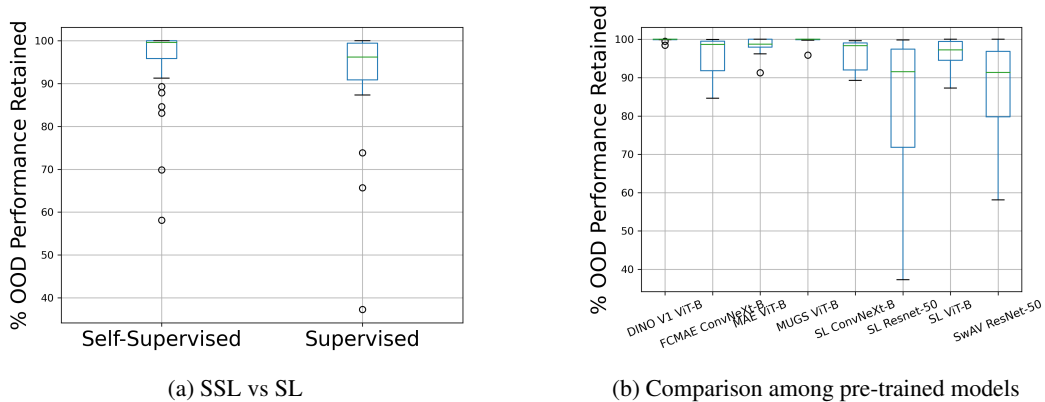 % OOD Performance Retained
100
90
80
70
60
50
40
Self-Supervised
Supervised
(a) SSL vs SL
% OOD Performance Retained
100
90
80
70
60
50
40
DINO V1 ViT-B
FCMAE ConvNeXt-B
MAE ViT-B
MUGS ViT-B
SL ConvNeXt-B
SL Resnet-50
SL ViT-B
SwAV ResNet-50
(b) Comparison among pre-trained models